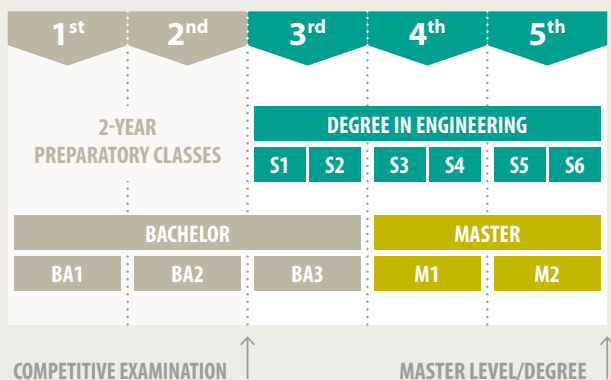 1st 2nd 3rd 4th 5th
2-YEAR
PREPARATORY CLASSES
DEGREE IN ENGINEERING
S1 S2 S3 S4 S5 S6
BACHELOR MASTER
BA1 BA2 BA3 M1 M2
COMPETITIVE EXAMINATION MASTER LEVEL/DEGREE